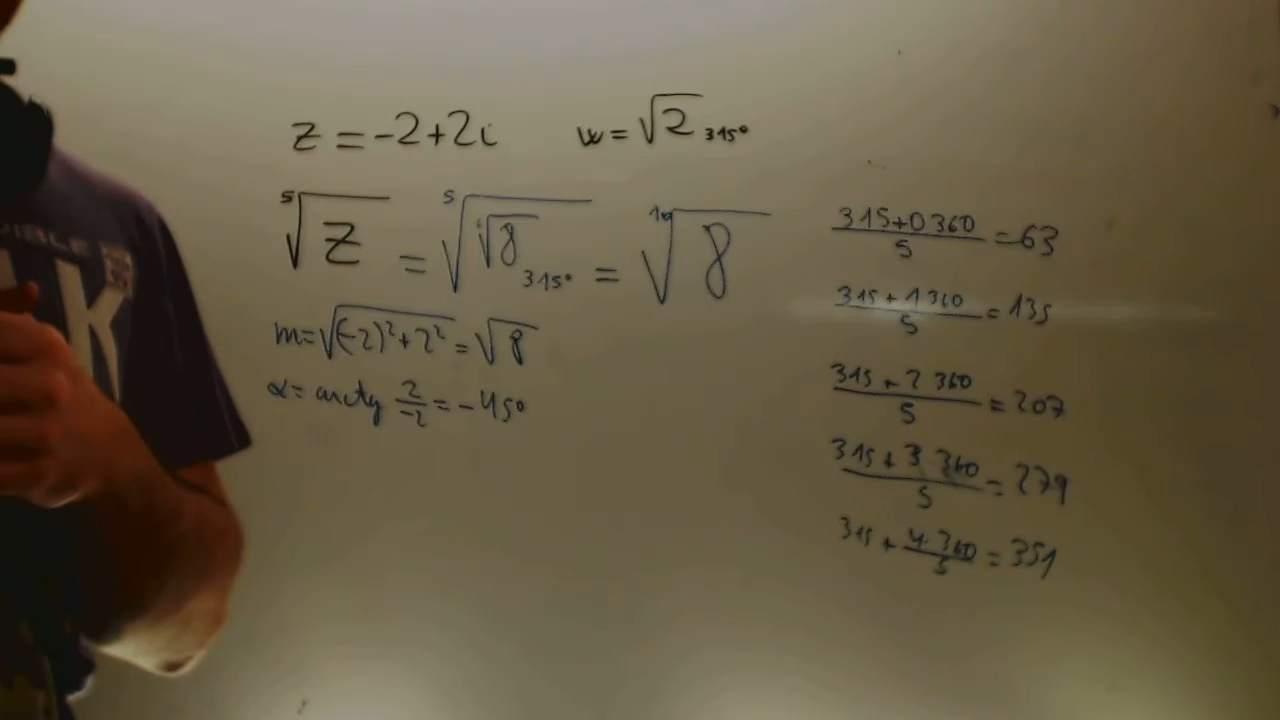 z = -2+2i w = √2 315°
⁵√z = ⁵√(√8 315°) = ¹⁰√8
m = √((-2)²+2²) = √8
α = arctg 2/-2 = -45°
(315+0 360)/5 = 63
(315+1 360)/5 = 135
(315+2 360)/5 = 207
(315+3 360)/5 = 279
315+(4·360)/5 = 351